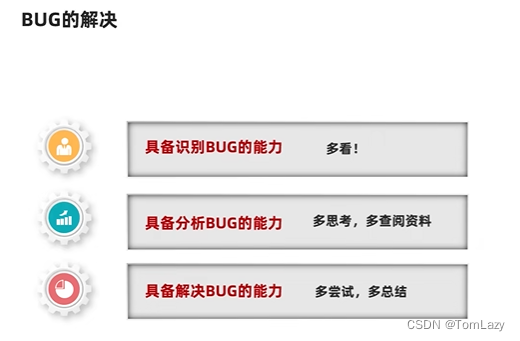 BUG的解决
具备识别BUG的能力 多看！
具备分析BUG的能力 多思考，多查阅资料
具备解决BUG的能力 多尝试，多总结
CSDN @TomLazy